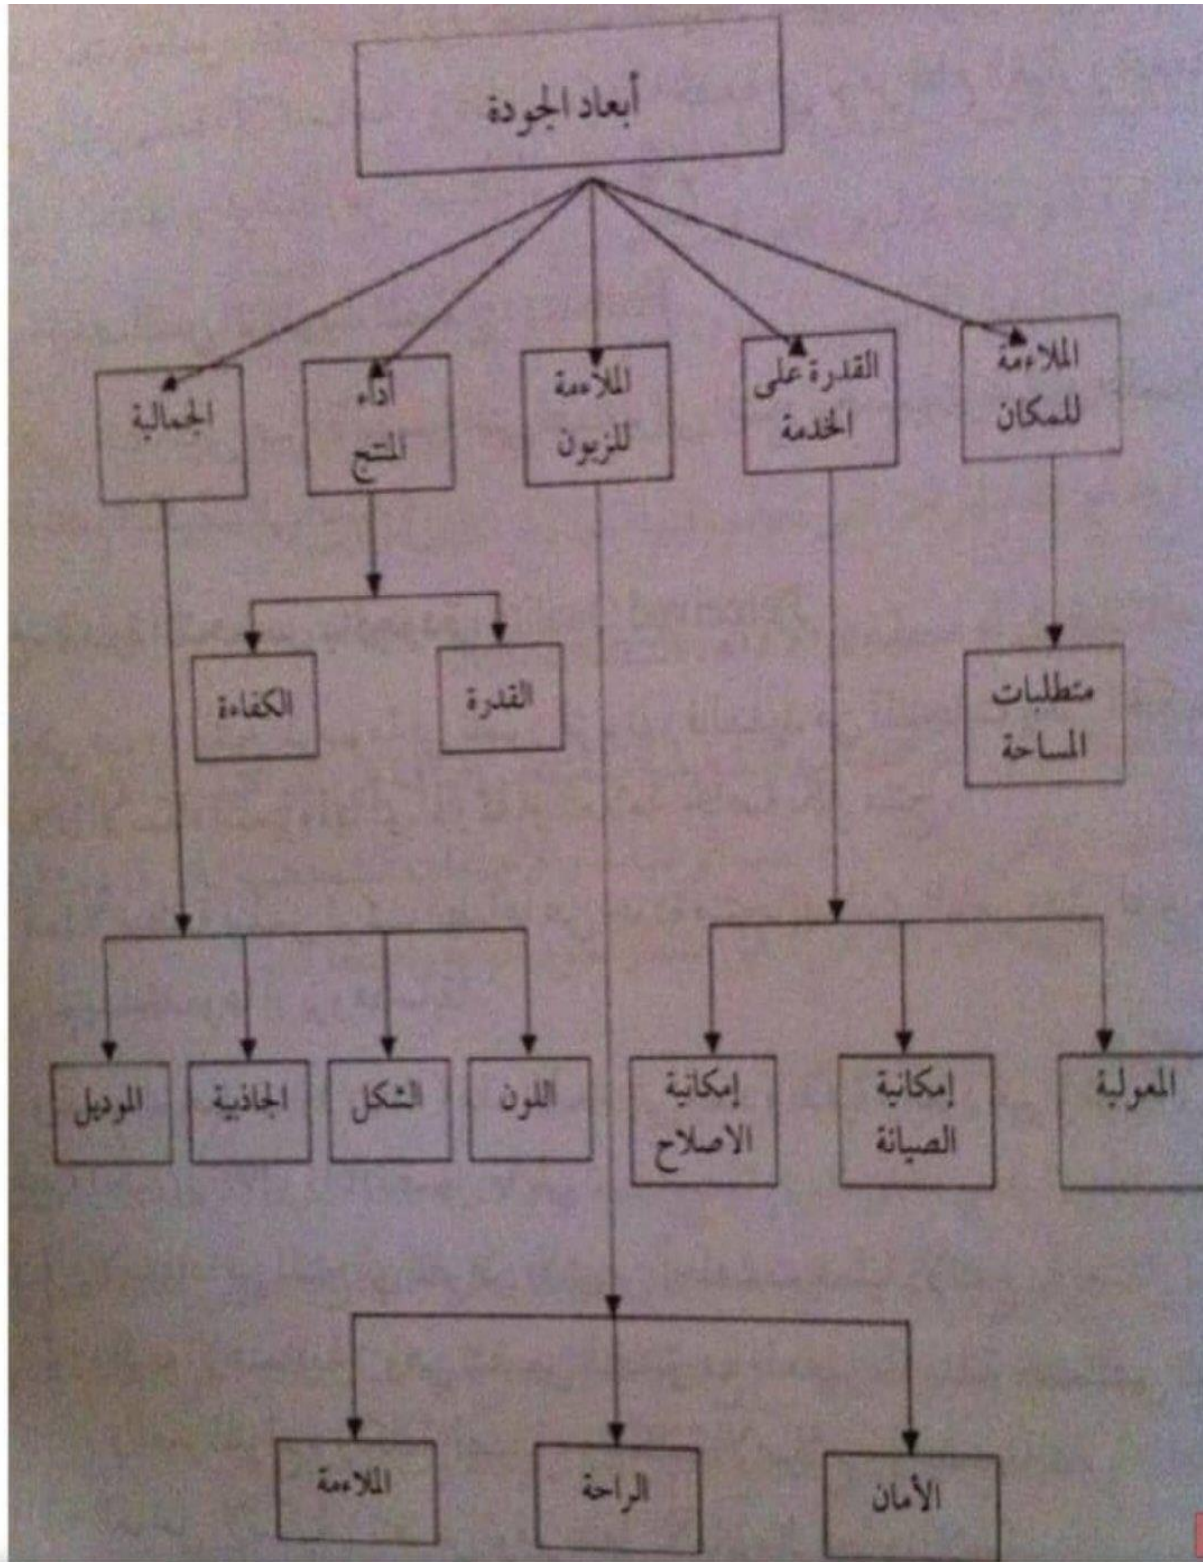 أبعاد الجودة
الملاءمة
للمكان
القدرة على
الخدمة
الملاءمة
للزبون
أداء
المنتج
الجمالية
متطلبات
المساحة
القدرة
الكفاءة
المعولية
إمكانية
الصيانة
إمكانية
الاصلاح
اللون
الشكل
الجاذبية
الموديل
الأمان
الراحة
الملاءمة